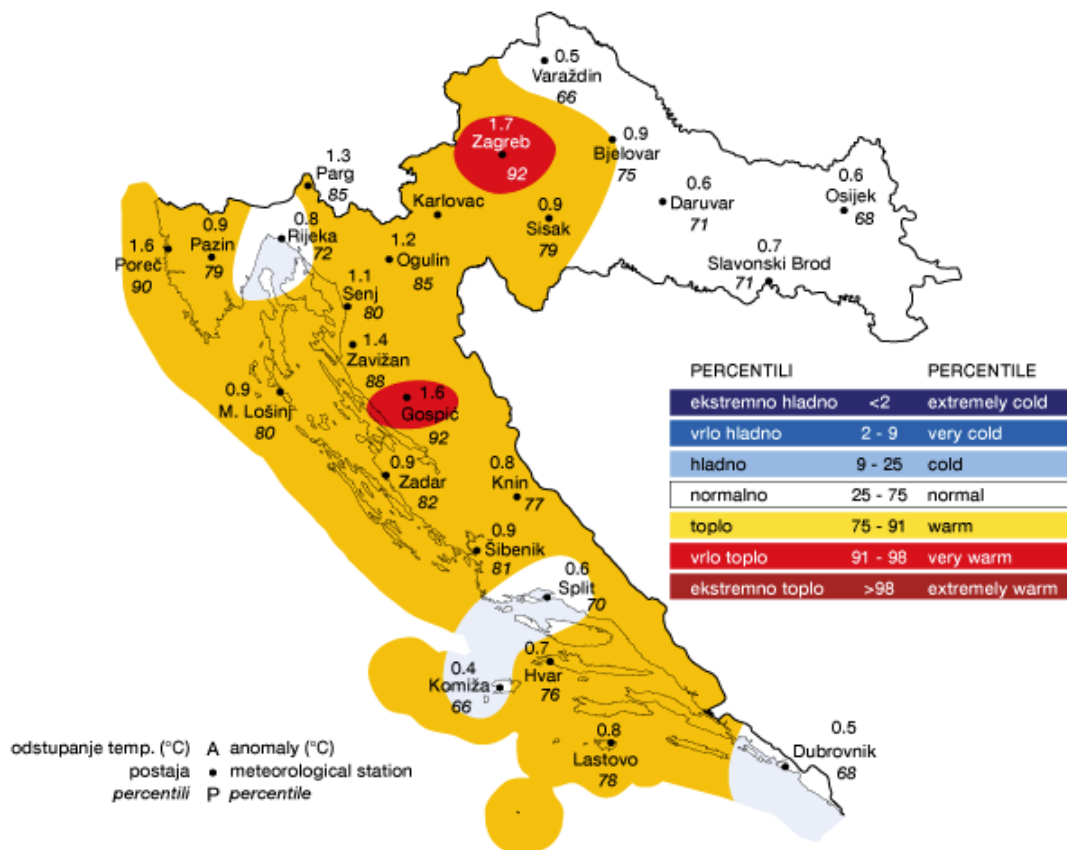 0.5
Varaždin
66
1.7
Zagreb
92
0.9
Bjelovar
75
1.3
Parg
85
Karlovac
0.9
Sisak
79
0.6
Daruvar
71
0.6
Osijek
68
0.7
Slavonski Brod
71
1.6
Poreč
90
0.9
Pazin
79
0.8
Rijeka
72
1.2
Ogulin
85
1.1
Senj
80
1.4
Zavižan
88
0.9
M. Lošinj
80
1.6
Gospić
92
0.9
Zadar
82
0.8
Knin
77
0.9
Šibenik
81
0.6
Split
70
0.4
Komiža
66
0.7
Hvar
76
0.8
Lastovo
78
0.5
Dubrovnik
68
PERCENTILI PERCENTILE
ekstremno hladno <2 extremely cold
vrlo hladno 2 - 9 very cold
hladno 9 - 25 cold
normalno 25 - 75 normal
toplo 75 - 91 warm
vrlo toplo 91 - 98 very warm
ekstremno toplo >98 extremely warm
odstupanje temp. (°C) A anomaly (°C)
postaja • meteorological station
percentili P percentile